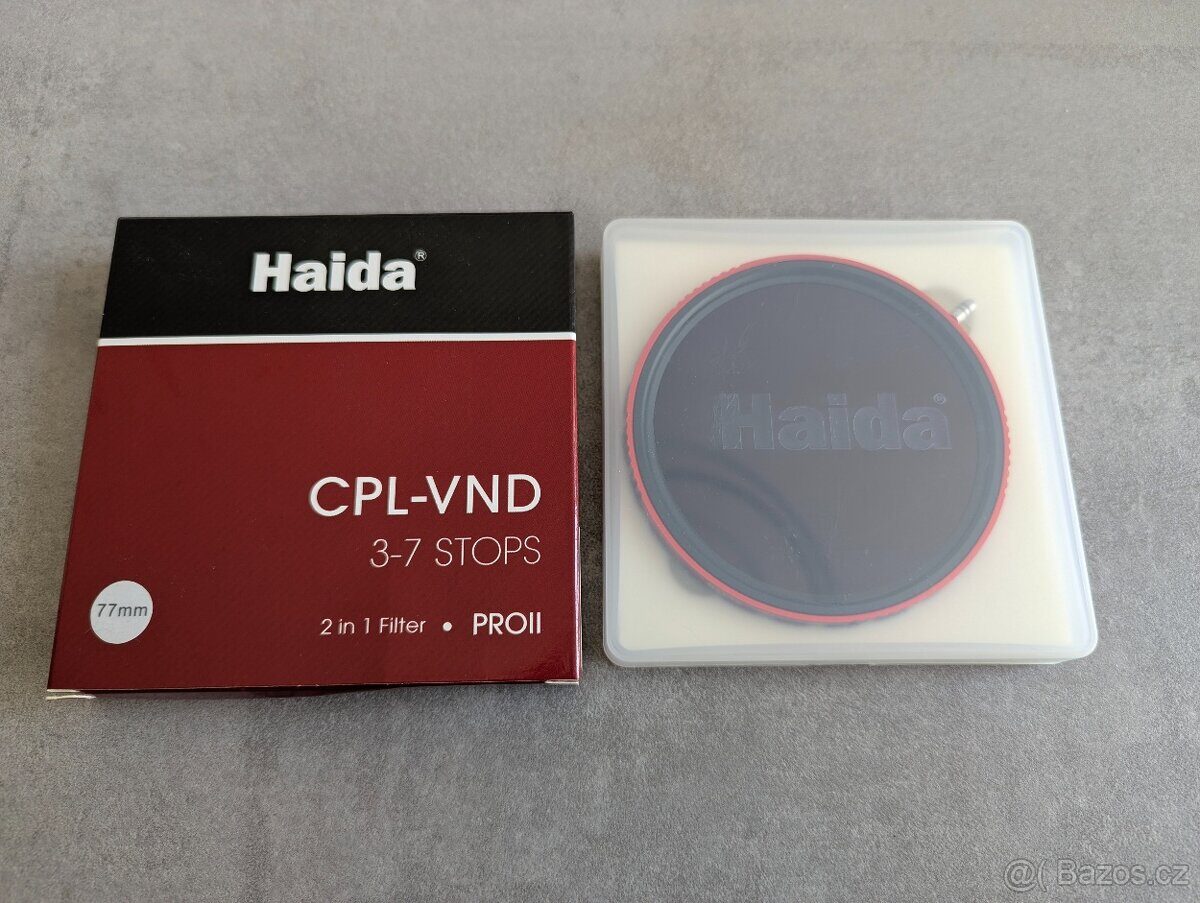 Haida®
CPL-VND
3-7 STOPS
77mm
2 in 1 Filter • PROII
Haida®
@( Bazos.cz